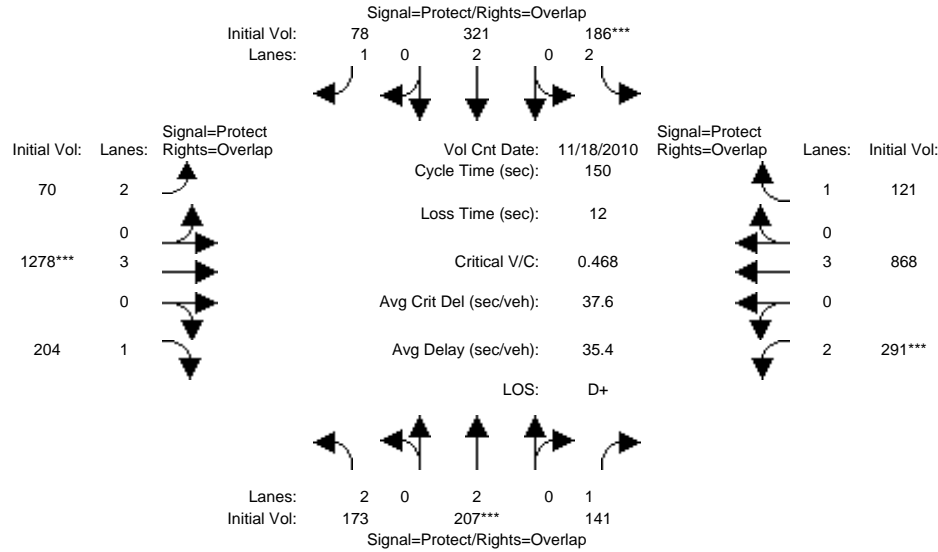 Signal=Protect/Rights=Overlap
Initial Vol: 78 321 186***
Lanes: 1 0 2 0 2
Signal=Protect Signal=Protect
Initial Vol: Lanes: Rights=Overlap Vol Cnt Date: 11/18/2010 Rights=Overlap Lanes: Initial Vol:
Cycle Time (sec): 150
70 2 1 121
Loss Time (sec): 12
0 0
1278*** 3 Critical V/C: 0.468 3 868
0 Avg Crit Del (sec/veh): 37.6 0
204 1 Avg Delay (sec/veh): 35.4 2 291***
LOS: D+
Lanes: 2 0 2 0 1
Initial Vol: 173 207*** 141
Signal=Protect/Rights=Overlap